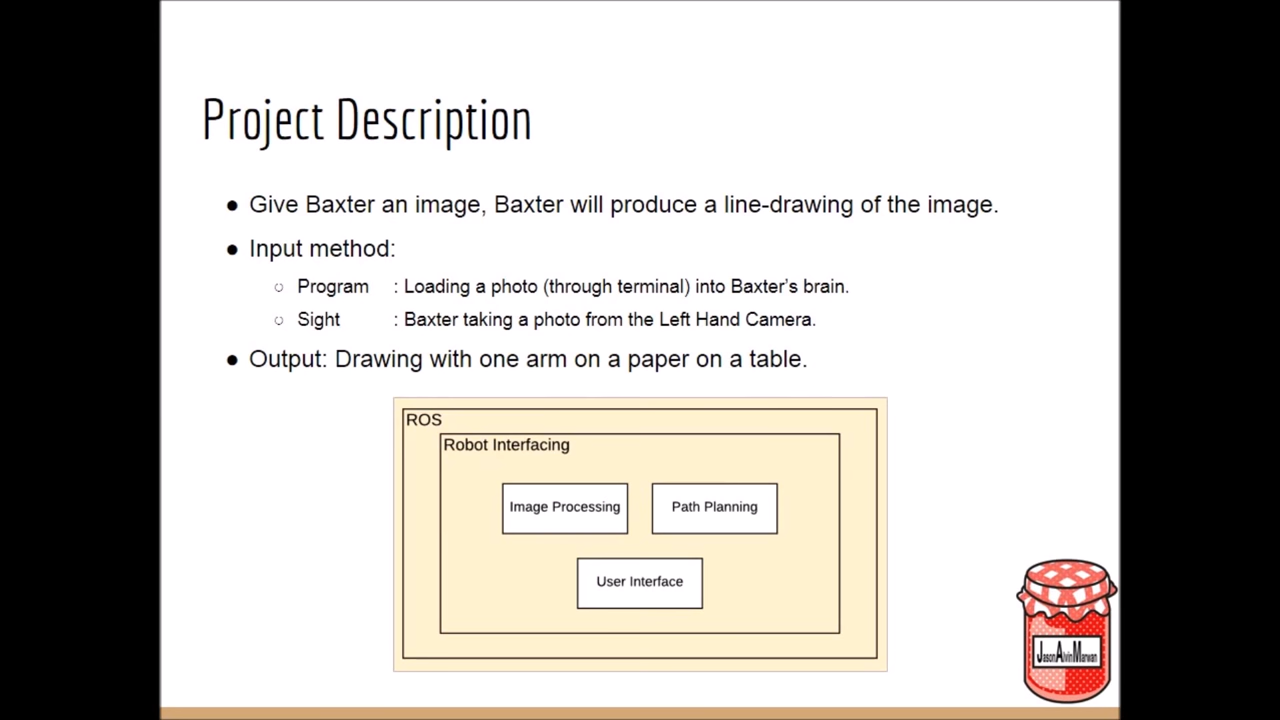 Project Description
● Give Baxter an image, Baxter will produce a line-drawing of the image.
● Input method:
○ Program : Loading a photo (through terminal) into Baxter's brain.
○ Sight : Baxter taking a photo from the Left Hand Camera.
● Output: Drawing with one arm on a paper on a table.
ROS
Robot Interfacing
Image Processing
Path Planning
User Interface
JasonAlvinMarwan